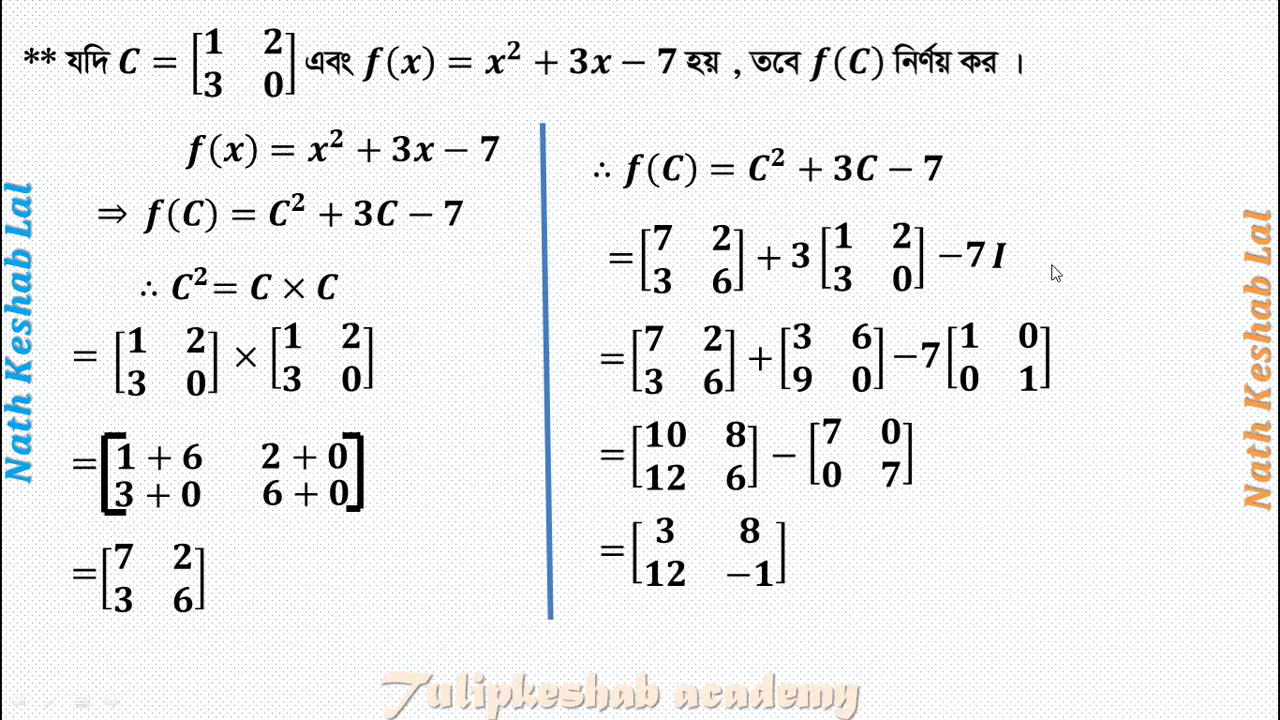 ** যদি C = [1 2; 3 0] এবং f(x) = x² + 3x − 7 হয় , তবে f(C) নির্ণয় কর ।
f(x) = x² + 3x − 7
⇒ f(C) = C² + 3C − 7
∴ C² = C × C
= [1 2; 3 0] × [1 2; 3 0]
= [1 + 6 2 + 0; 3 + 0 6 + 0]
= [7 2; 3 6]
∴ f(C) = C² + 3C − 7
= [7 2; 3 6] + 3 [1 2; 3 0] − 7 I
= [7 2; 3 6] + [3 6; 9 0] − 7 [1 0; 0 1]
= [10 8; 12 6] − [7 0; 0 7]
= [3 8; 12 −1]
Nath Keshab Lal
Nath Keshab Lal
Tulipkeshab academy